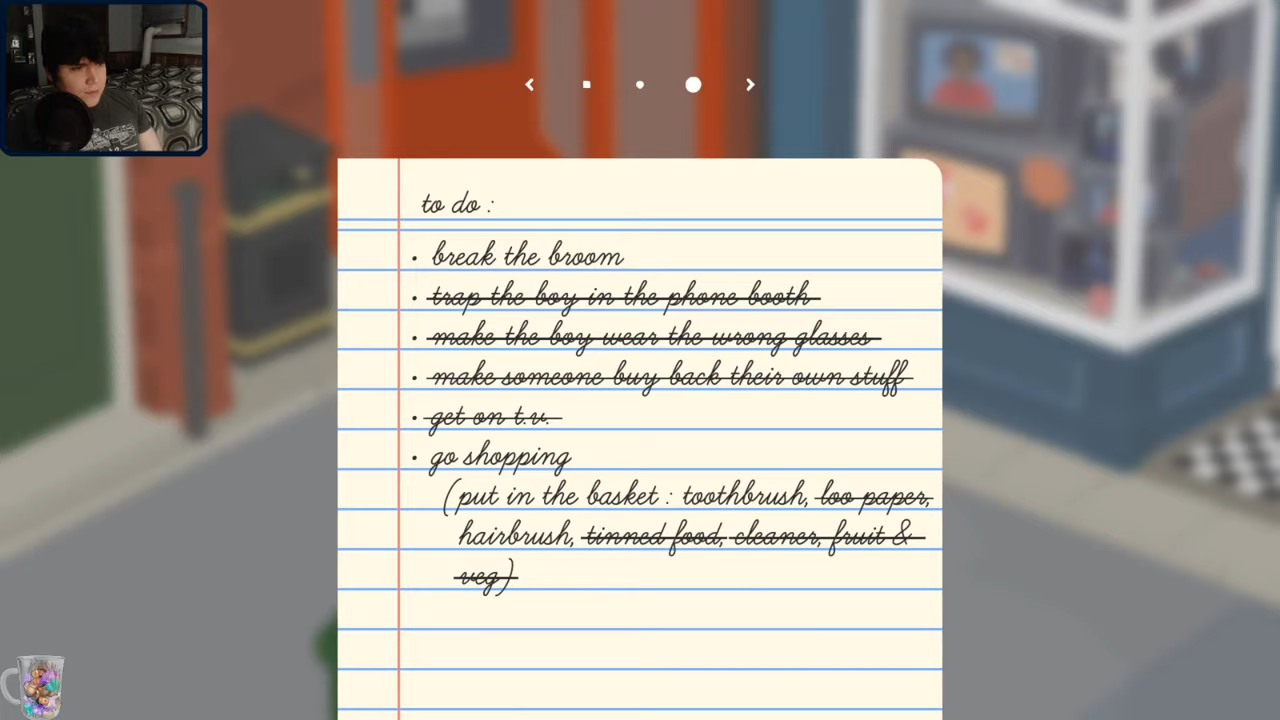 to do :
• break the broom
• trap the boy in the phone booth
• make the boy wear the wrong glasses
• make someone buy back their own stuff
• get on t.v.
• go shopping
(put in the basket : toothbrush, loo paper,
hairbrush, tinned food, cleaner, fruit &
veg)